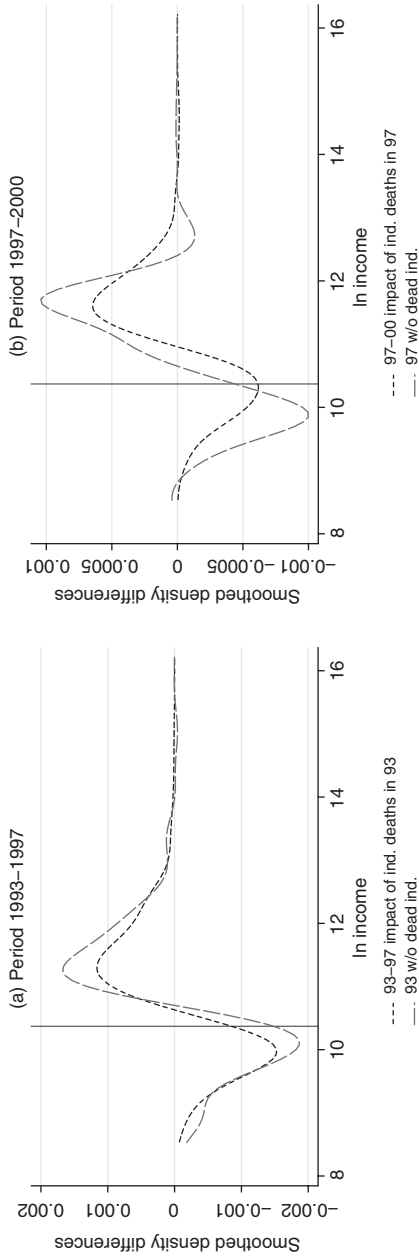 (a) Period 1993–1997
Smoothed density differences
0.002
0.001
0
−0.001
−0.002
8
10
12
14
16
ln income
93–97 impact of ind. deaths in 93
93 w/o dead ind.
(b) Period 1997–2000
Smoothed density differences
0.001
0.0005
0
−0.0005
−0.001
8
10
12
14
16
ln income
97–00 impact of ind. deaths in 97
97 w/o dead ind.